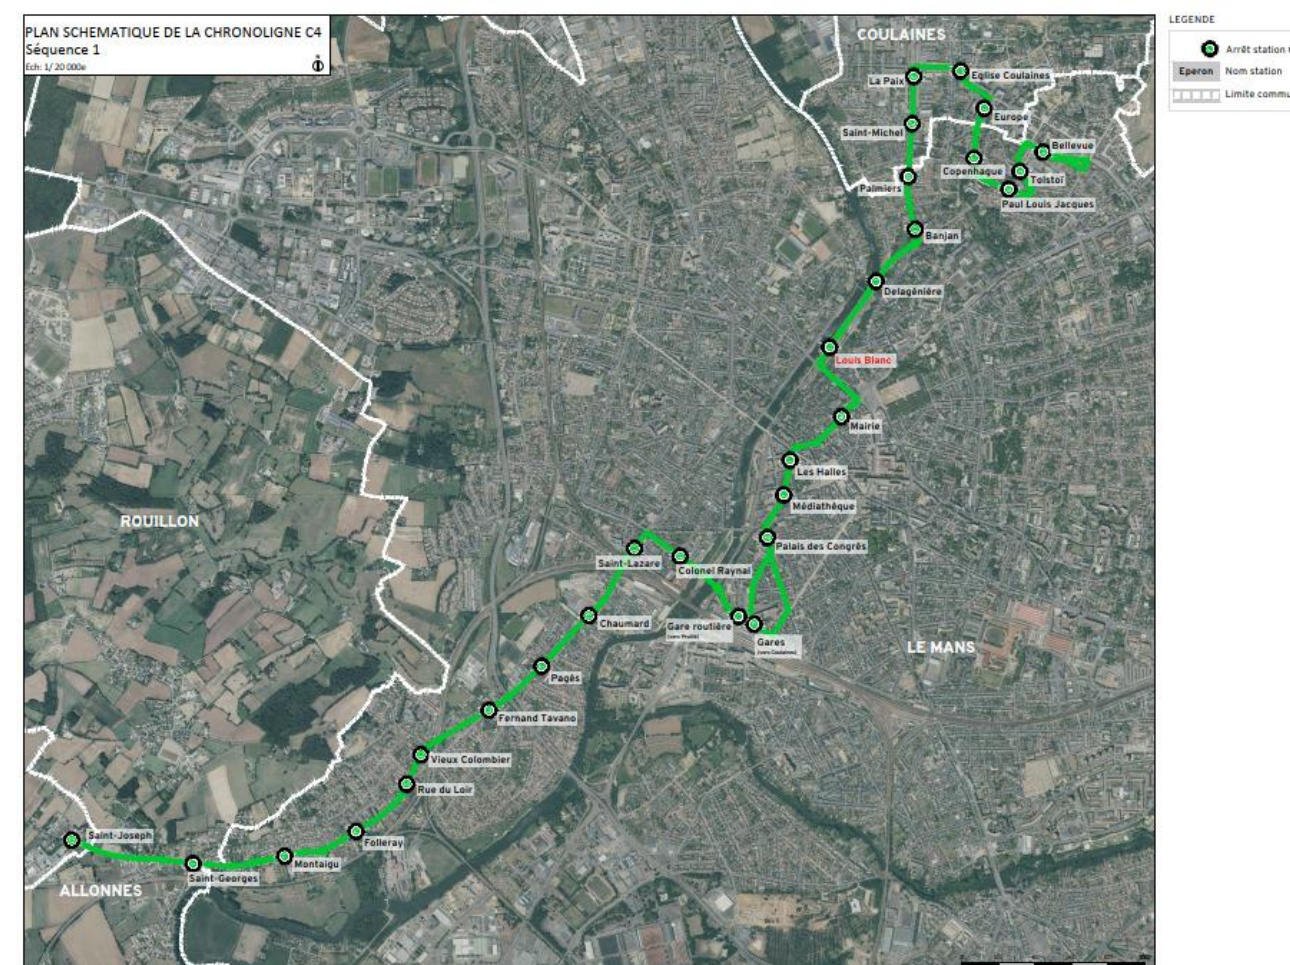 PLAN SCHEMATIQUE DE LA CHRONOLIGNE C4
Séquence 1
Ech: 1/ 20 000e
LEGENDE
Arrêt station
Eperon
Nom station
Limite commu
COULAINES
La Paix
Eglise Coulaines
Europe
Saint-Michel
Bellevue
Copenhague
Tolstoï
Palmiers
Paul Louis Jacques
Banjan
Delagénière
Louis Blanc
Mairie
Les Halles
Médiathèque
ROUILLON
Palais des Congrès
Saint-Lazare
Colonel Raynal
Chaumard
Gare routière
Gares
(vers Coulaines)
LE MANS
Pagès
Fernand Tavano
Vieux Colombier
Rue du Loir
Saint-Joseph
Folleray
Montaigu
Saint-Georges
ALLONNES